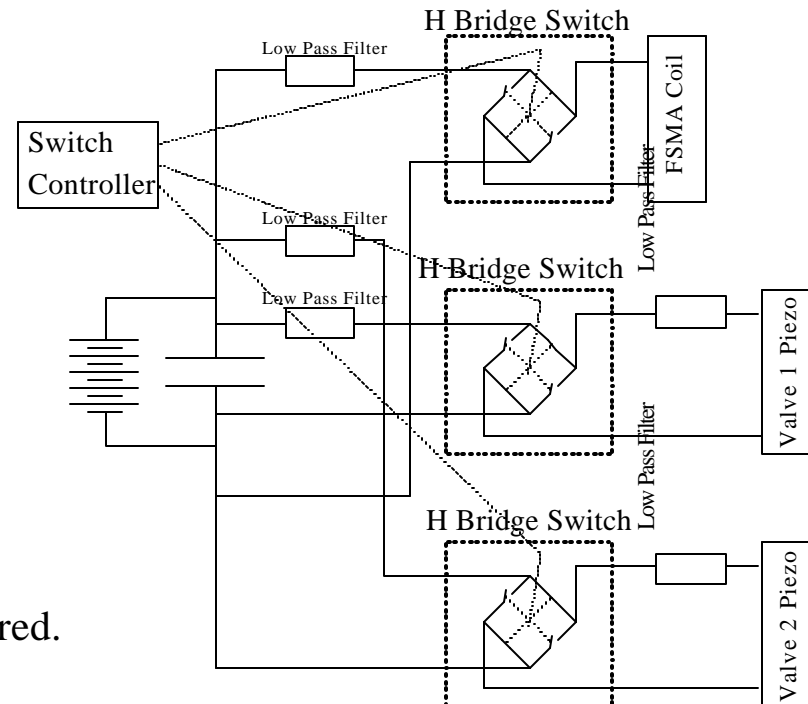 H Bridge Switch
Low Pass Filter
Switch
Controller
FSMA Coil
Low Pass Filter
Low Pass Filter
H Bridge Switch
Low Pass Filter
Valve 1 Piezo
Low Pass Filter
H Bridge Switch
Valve 2 Piezo
red.